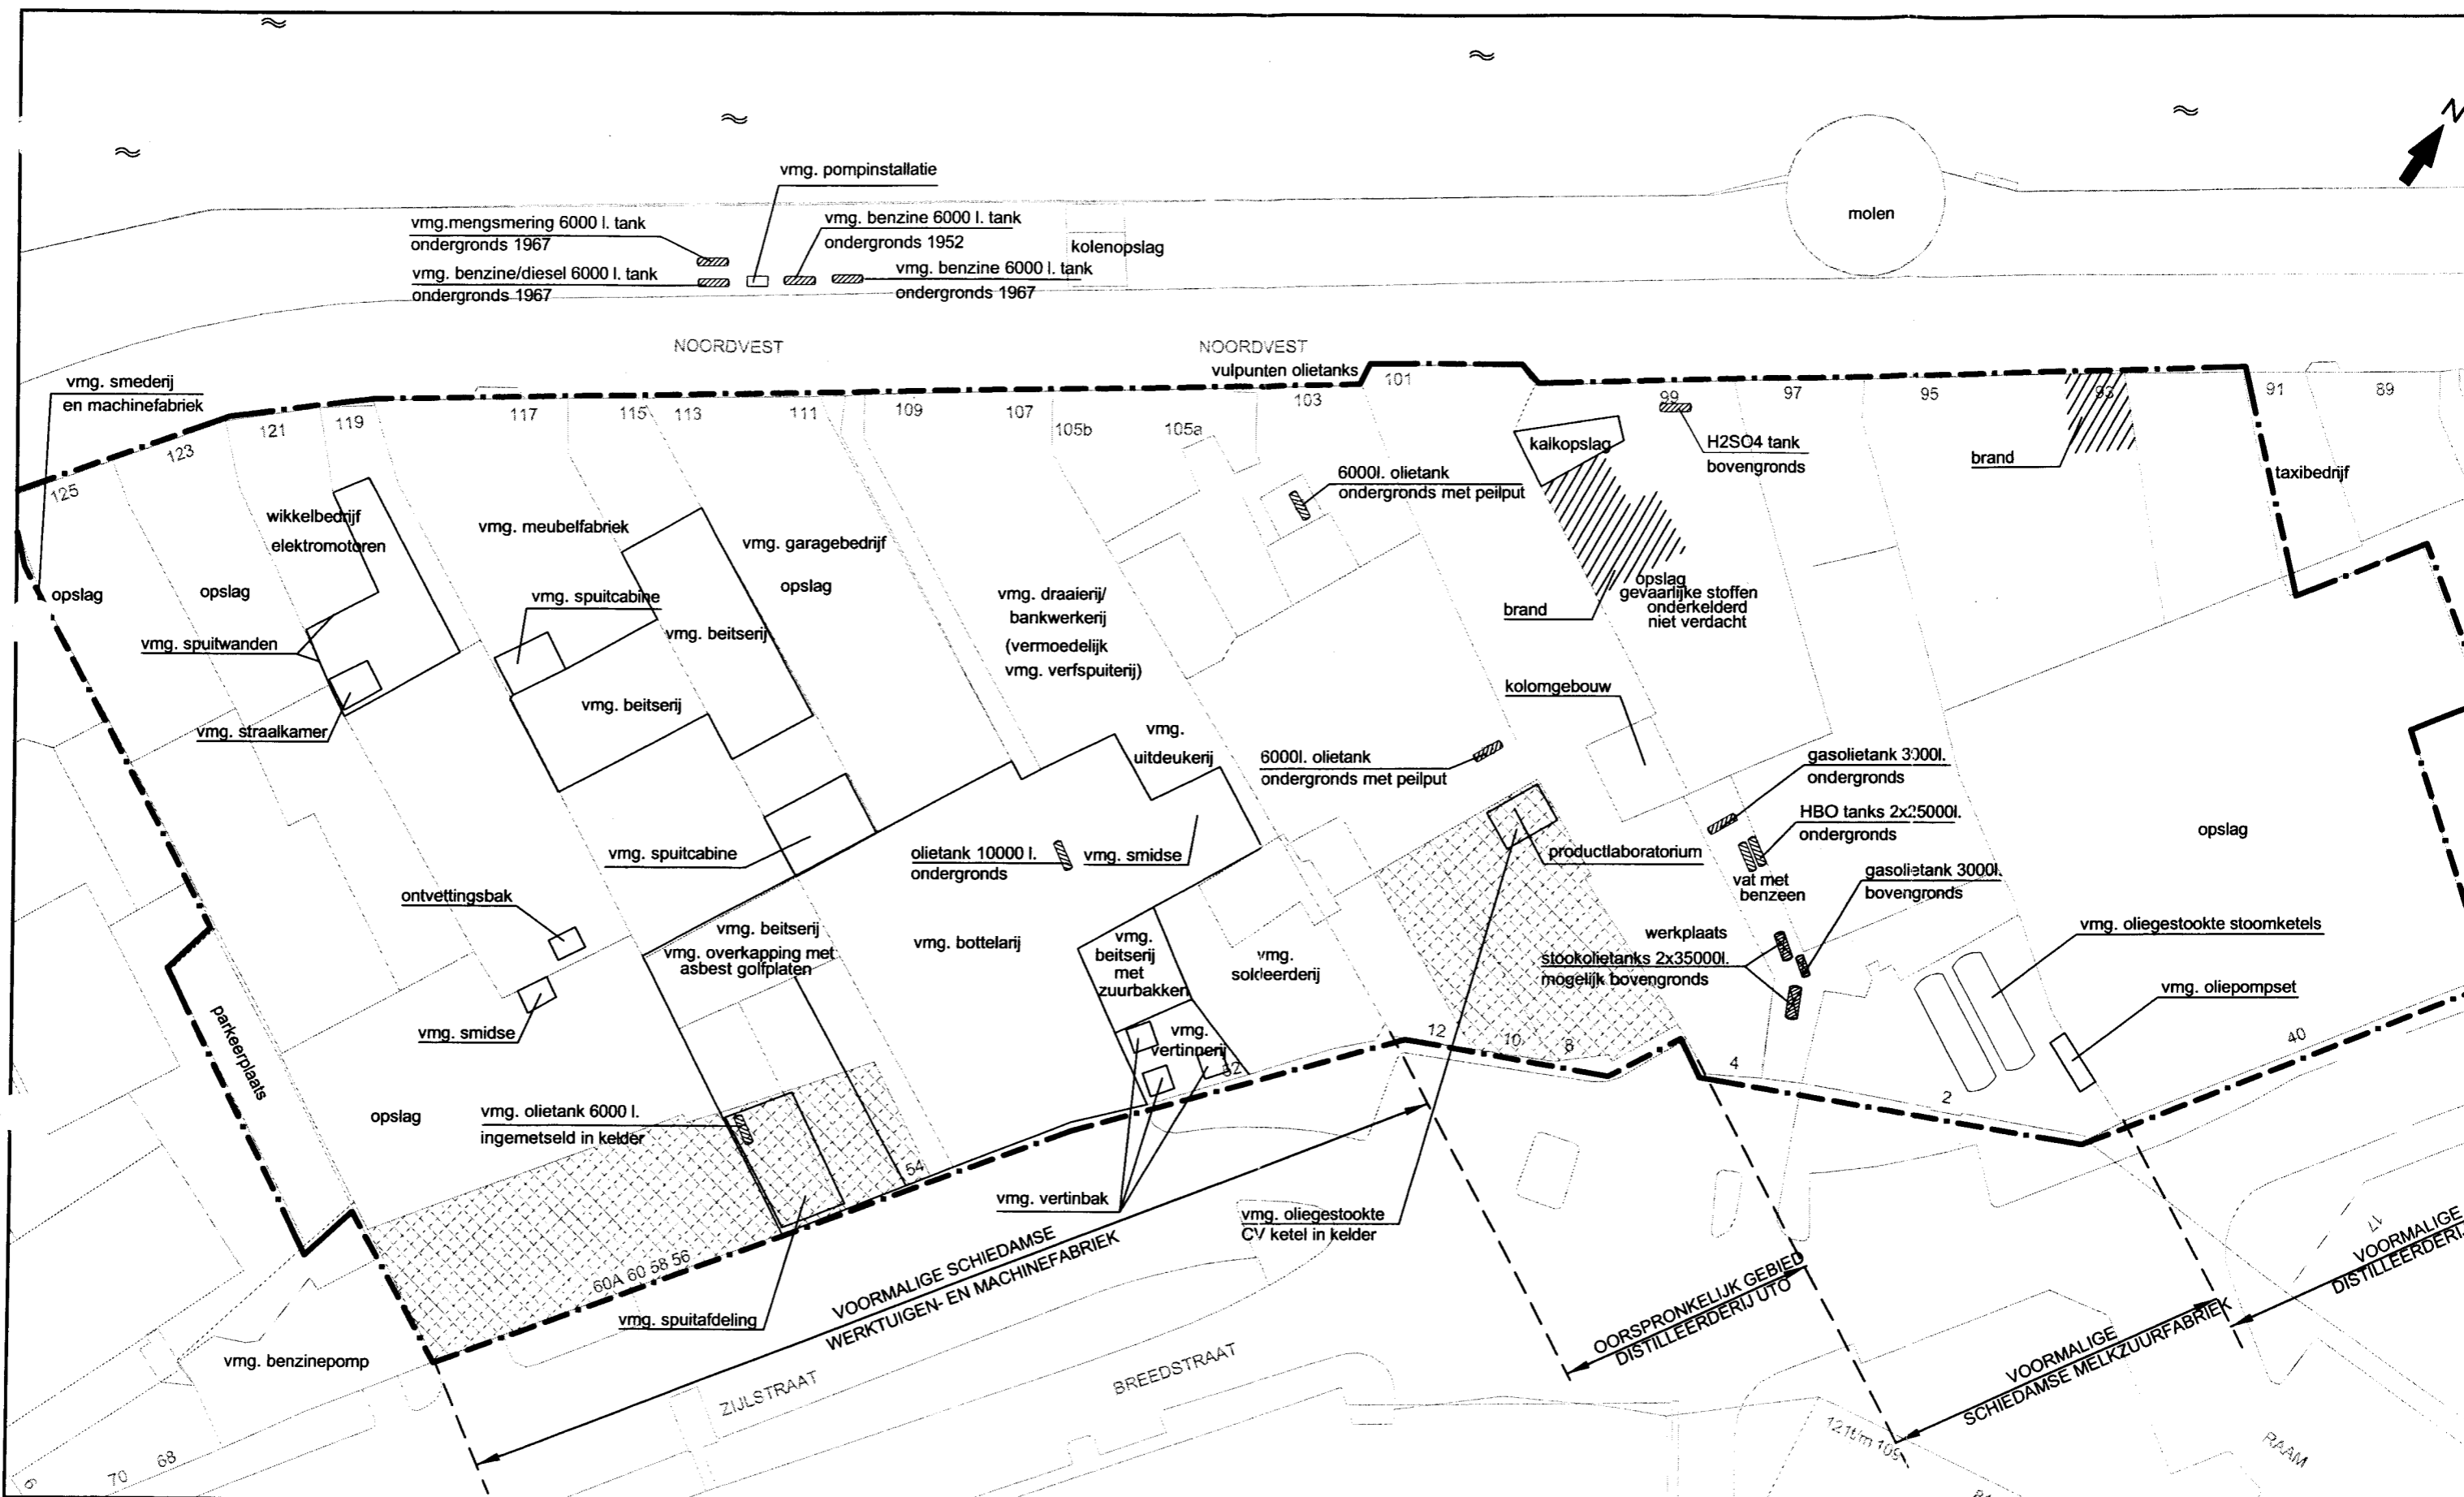 N
vmg. pompinstallatie
vmg.mengsmering 6000 l. tank
ondergronds 1967
vmg. benzine/diesel 6000 l. tank
ondergronds 1967
vmg. benzine 6000 l. tank
ondergronds 1952
vmg. benzine 6000 l. tank
ondergronds 1967
kolenopslag
molen
NOORDVEST
NOORDVEST
vulpunten olietanks
vmg. smederij
en machinefabriek
125
123
121
119
117
115
113
111
109
107
105b
105a
103
101
99
97
95
93
91
89
kalkopslag
H2SO4 tank
bovengronds
brand
taxibedrijf
6000l. olietank
ondergronds met peilput
wikkelbedrijf
elektromotoren
vmg. meubelfabriek
vmg. garagebedrijf
opslag
opslag
opslag
vmg. spuitcabine
vmg. beitserij
vmg. draaierij/
bankwerkerij
(vermoedelijk
vmg. verfspuiterij)
brand
opslag
gevaarlijke stoffen
onderkelderd
niet verdacht
vmg. spuitwanden
vmg. straalkamer
vmg. beitserij
vmg.
uitdeukerij
kolomgebouw
6000l. olietank
ondergronds met peilput
gasolietank 3000l.
ondergronds
HBO tanks 2x25000l.
ondergronds
opslag
vmg. spuitcabine
olietank 10000 l.
ondergronds
vmg. smidse
productlaboratorium
vat met
benzeen
gasolietank 3000l.
bovengronds
ontvettingsbak
vmg. beitserij
vmg. overkapping met
asbest golfplaten
vmg. bottelarij
vmg.
beitserij
met
zuurbakken
vmg.
soldeerderij
werkplaats
stookolietanks 2x35000l.
mogelijk bovengronds
vmg. oliegestookte stoomketels
vmg. oliepompset
vmg. smidse
parkeerplaats
opslag
vmg. olietank 6000 l.
ingemetseld in kelder
vmg.
vertinnerij
52
12
10
8
4
2
40
54
vmg. vertinbak
vmg. oliegestookte
CV ketel in kelder
60A 60 58 56
vmg. spuitafdeling
vmg. benzinepomp
VOORMALIGE SCHIEDAMSE
WERKTUIGEN- EN MACHINEFABRIEK
OORSPRONKELIJK GEBIED
DISTILLEERDERIJ UTO
VOORMALIGE
SCHIEDAMSE MELKZUURFABRIEK
VOORMALIGE
DISTILLEERDERIJ
17
ZIJLSTRAAT
BREEDSTRAAT
121t/m 109
RAAM
6
70
68